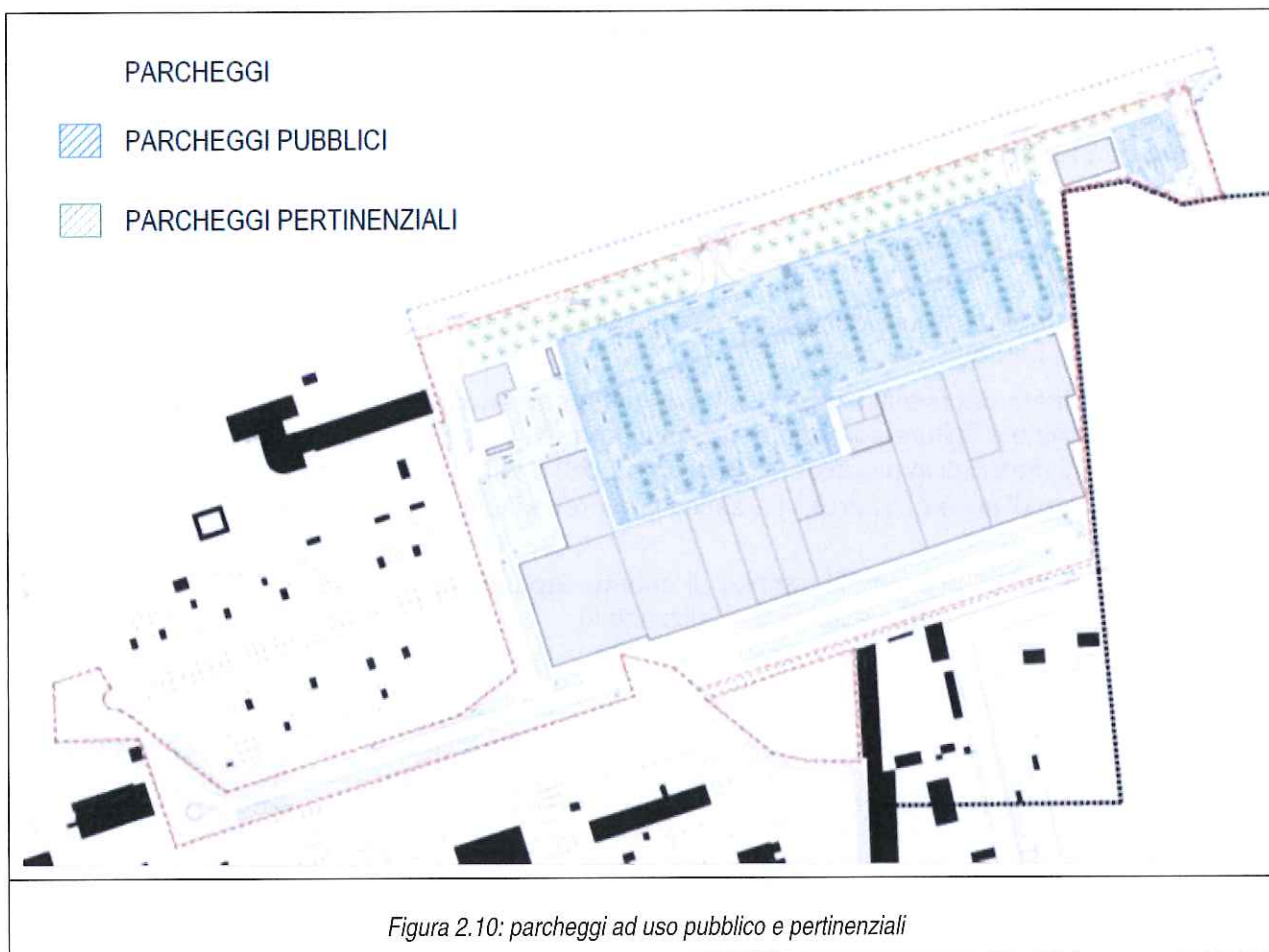 PARCHEGGI
PARCHEGGI PUBBLICI
PARCHEGGI PERTINENZIALI
Figura 2.10: parcheggi ad uso pubblico e pertinenziali